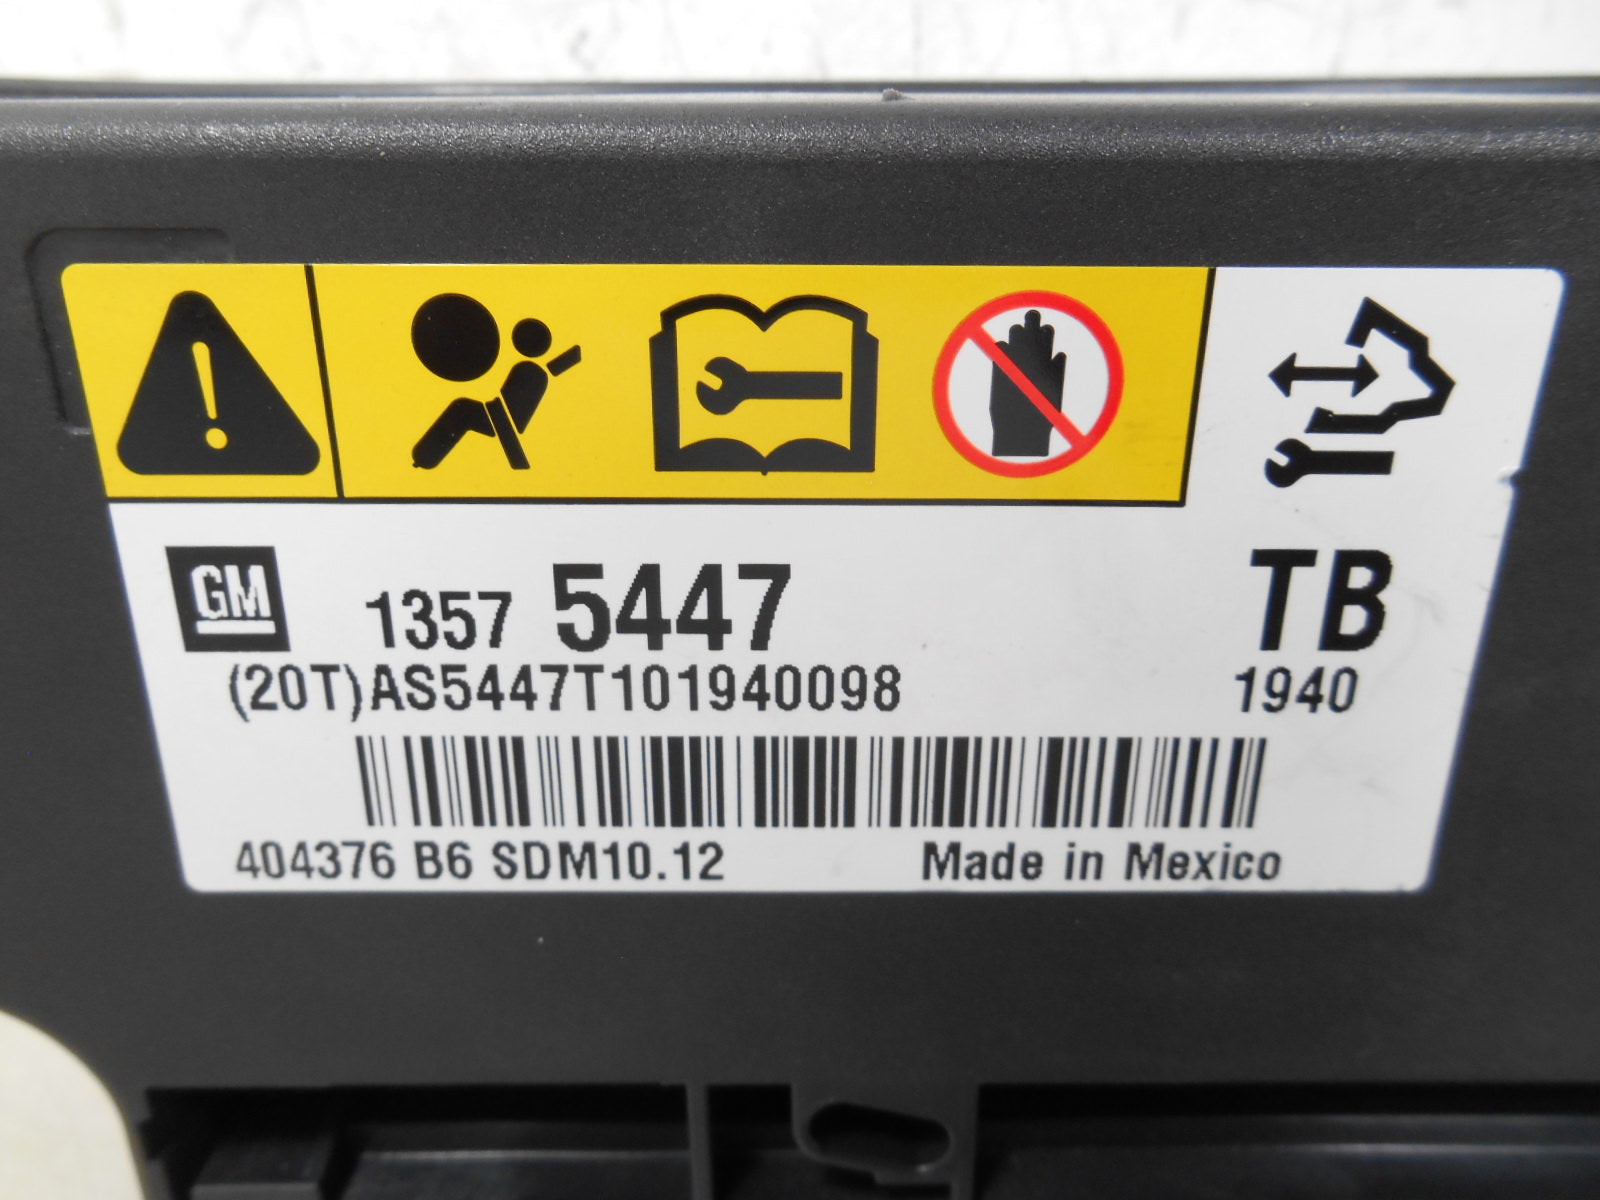 GM 1357 5447 TB
(20T)AS5447T101940098 1940
404376 B6 SDM10.12 Made in Mexico